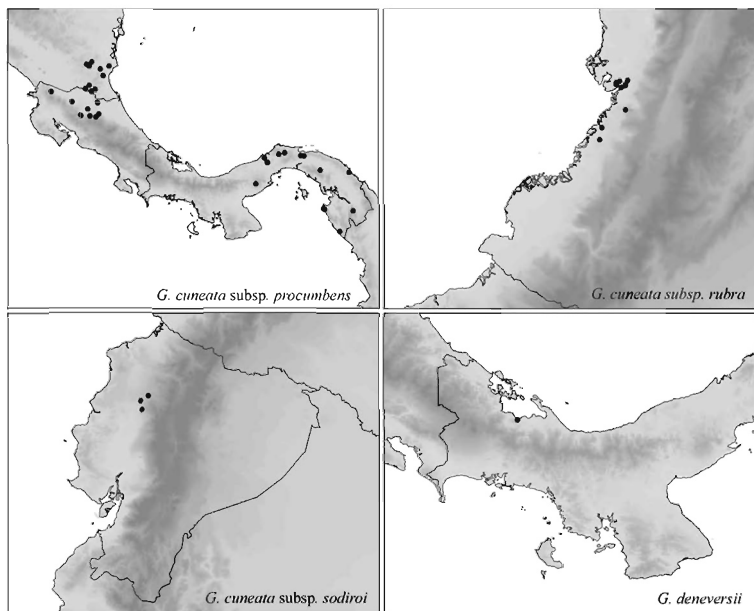 G. cuneata subsp. procumbens
G. cuneata subsp. rubra
G. cuneata subsp. sodiroi
G. deneversii